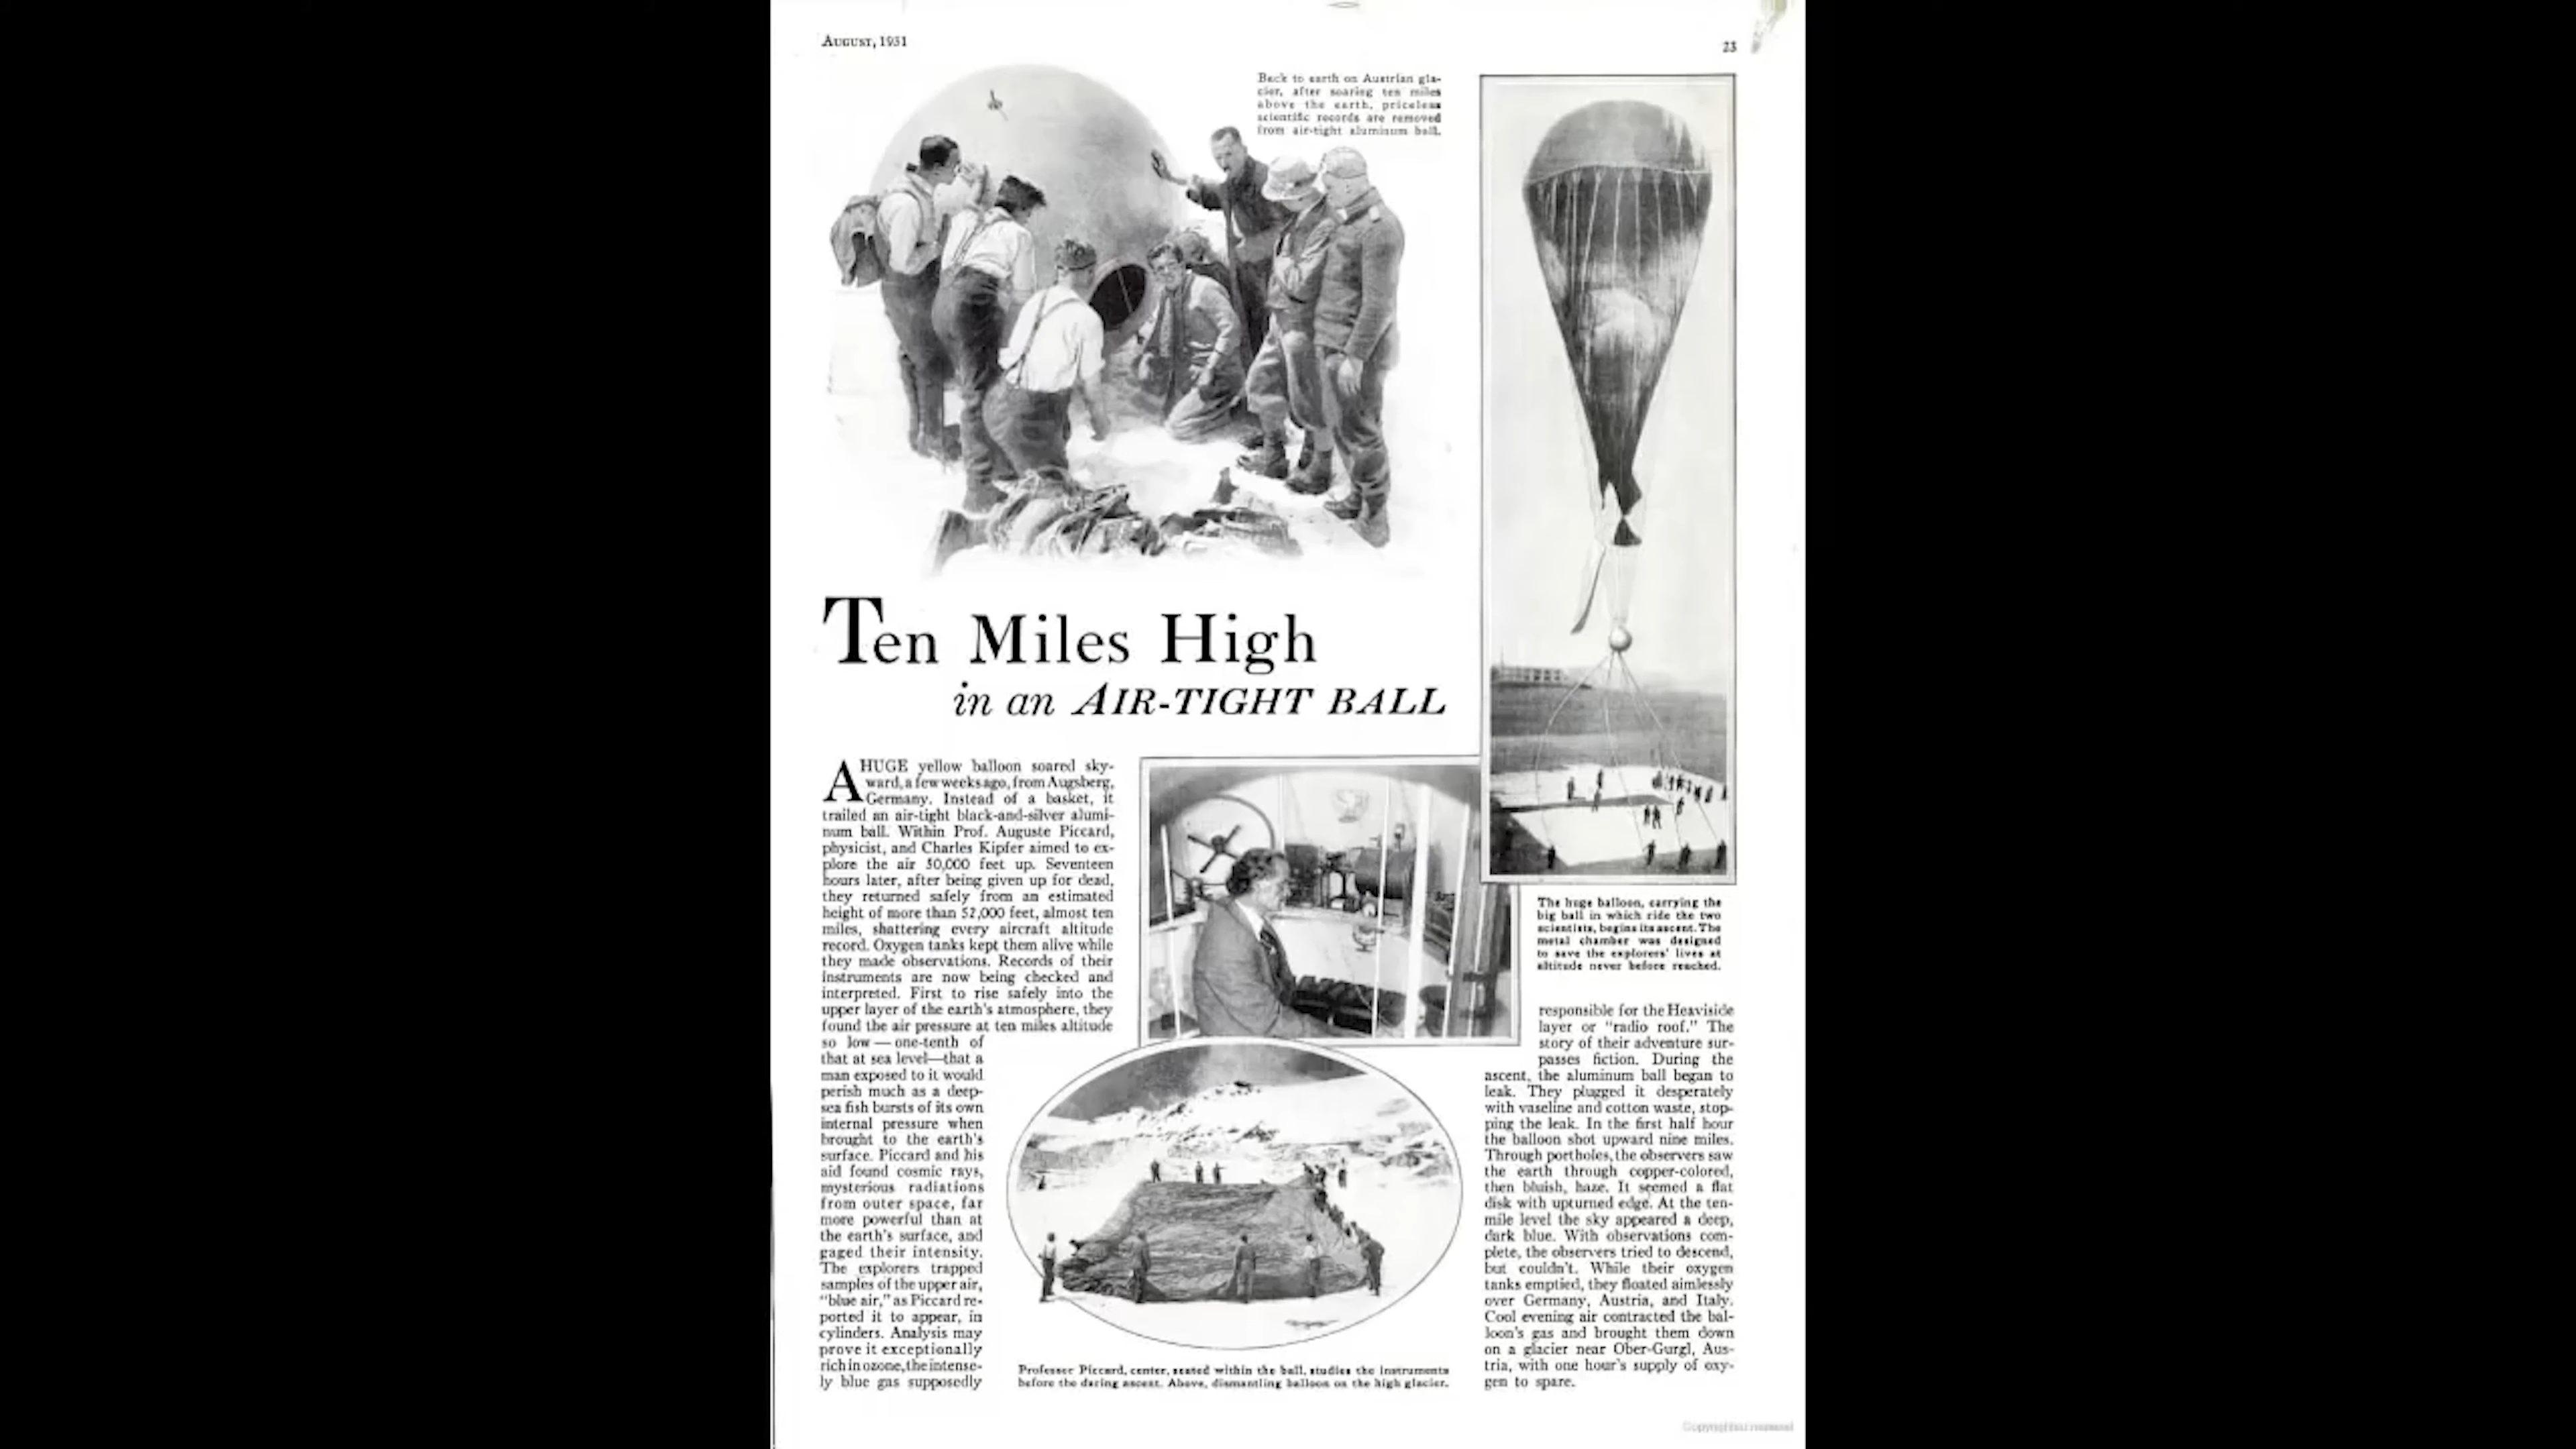 AUGUST, 1931
23
Back to earth on Austrian gla-
cier, after soaring ten miles
above the earth, priceless
scientific records are removed
from air-tight aluminum ball.
Ten Miles High
in an AIR-TIGHT BALL
A HUGE yellow balloon soared sky-
ward, a few weeks ago, from Augsberg,
Germany. Instead of a basket, it
trailed an air-tight black-and-silver alumi-
num ball. Within Prof. Auguste Piccard,
physicist, and Charles Kipfer aimed to ex-
plore the air 50,000 feet up. Seventeen
hours later, after being given up for dead,
they returned safely from an estimated
height of more than 52,000 feet, almost ten
miles, shattering every aircraft altitude
record. Oxygen tanks kept them alive while
they made observations. Records of their
instruments are now being checked and
interpreted. First to rise safely into the
upper layer of the earth's atmosphere, they
found the air pressure at ten miles altitude
so low — one-tenth of
that at sea level—that a
man exposed to it would
perish much as a deep-
sea fish bursts of its own
internal pressure when
brought to the earth's
surface. Piccard and his
aid found cosmic rays,
mysterious radiations
from outer space, far
more powerful than at
the earth's surface, and
gaged their intensity.
The explorers trapped
samples of the upper air,
"blue air," as Piccard re-
ported it to appear, in
cylinders. Analysis may
prove it exceptionally
rich in ozone, the intense-
ly blue gas supposedly
The huge balloon, carrying the
big ball in which ride the two
scientists, begins its ascent. The
metal chamber was designed
to save the explorers' lives at
altitude never before reached.
responsible for the Heaviside
layer or "radio roof." The
story of their adventure sur-
passes fiction. During the
ascent, the aluminum ball began to
leak. They plugged it desperately
with vaseline and cotton waste, stop-
ping the leak. In the first half hour
the balloon shot upward nine miles.
Through portholes, the observers saw
the earth through copper-colored,
then bluish, haze. It seemed a flat
disk with upturned edge. At the ten-
mile level the sky appeared a deep,
dark blue. With observations com-
plete, the observers tried to descend,
but couldn't. While their oxygen
tanks emptied, they floated aimlessly
over Germany, Austria, and Italy.
Cool evening air contracted the bal-
loon's gas and brought them down
on a glacier near Ober-Gurgl, Aus-
tria, with one hour's supply of oxy-
gen to spare.
Professor Piccard, center, seated within the ball, studies the instruments
before the daring ascent. Above, dismantling balloon on the high glacier.